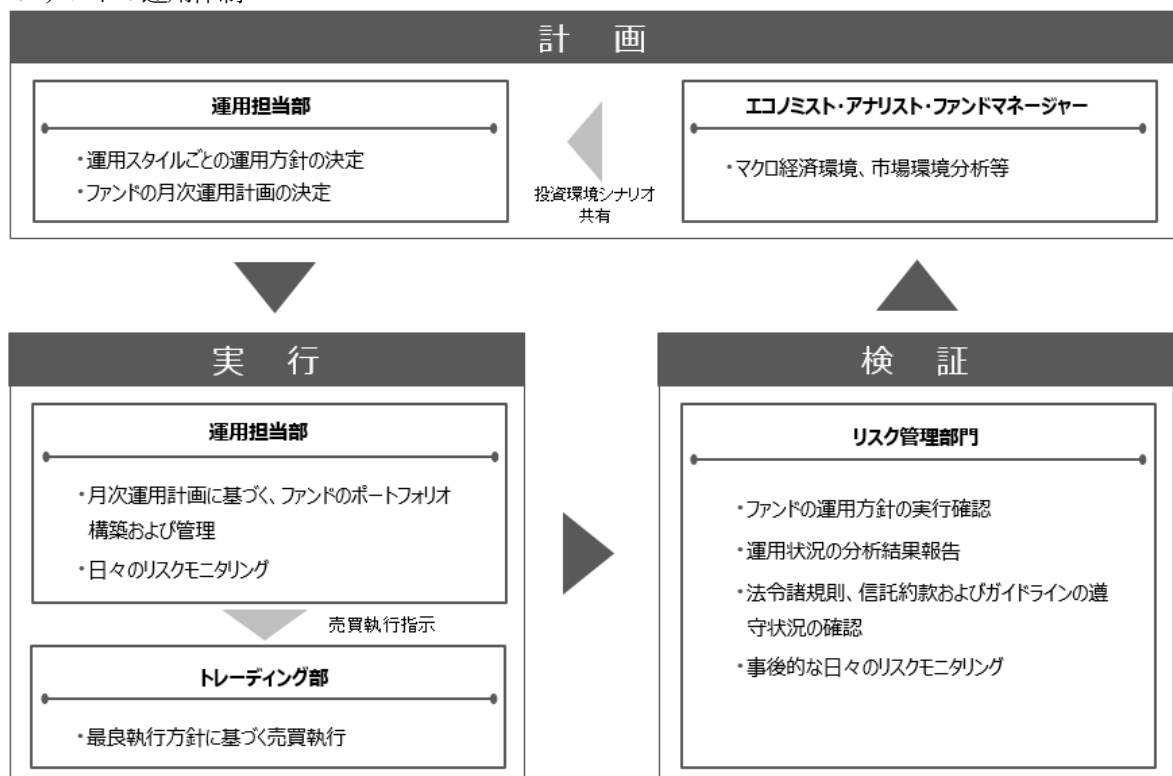 計 画
運用担当部
・運用スタイルごとの運用方針の決定
・ファンドの月次運用計画の決定
投資環境シナリオ
共有
エコノミスト・アナリスト・ファンドマネージャー
・マクロ経済環境、市場環境分析等
実 行
運用担当部
・月次運用計画に基づく、ファンドのポートフォリオ
構築および管理
・日々のリスクモニタリング
売買執行指示
トレーディング部
・最良執行方針に基づく売買執行
検 証
リスク管理部門
・ファンドの運用方針の実行確認
・運用状況の分析結果報告
・法令諸規則、信託約款およびガイドラインの遵
守状況の確認
・事後的な日々のリスクモニタリング